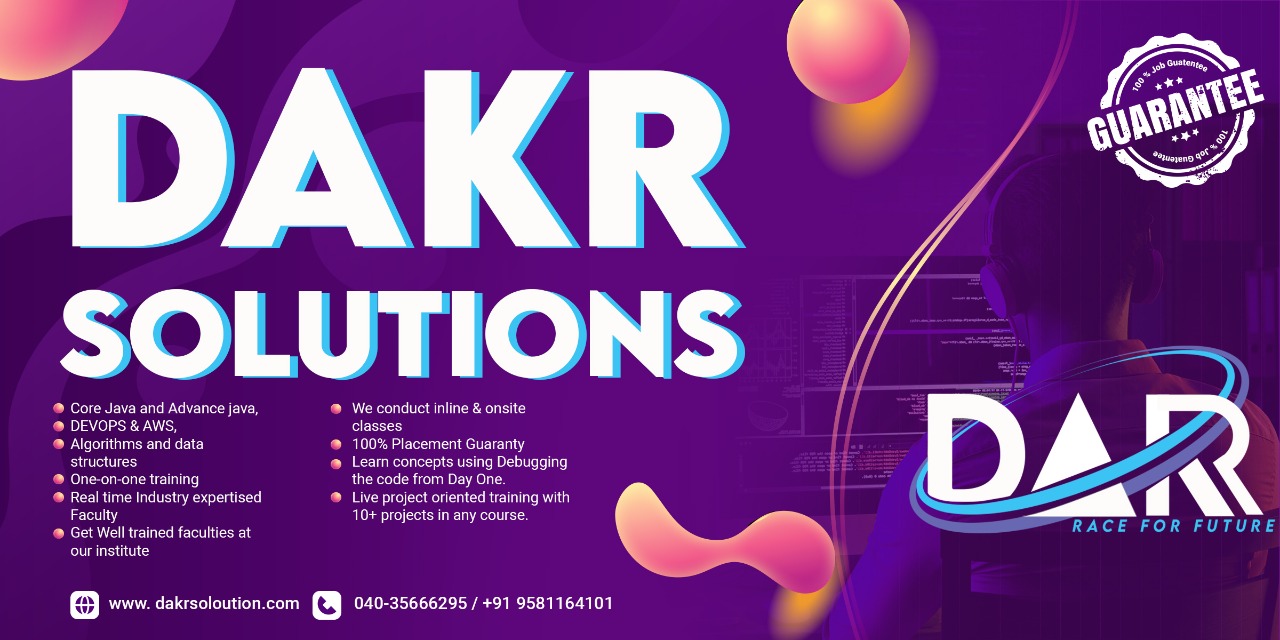 DAKR
SOLUTIONS
Core Java and Advance java,
DEVOPS & AWS,
Algorithms and data
structures
One-on-one training
Real time Industry expertised
Faculty
Get Well trained faculties at
our institute
We conduct inline & onsite
classes
100% Placement Guaranty
Learn concepts using Debugging
the code from Day One.
Live project oriented training with
10+ projects in any course.
www. dakrsoloution.com
040-35666295 / +91 9581164101
100 % Job Guatentee
GUARANTEE
100 % Job Guatentee
DAKR
RACE FOR FUTURE